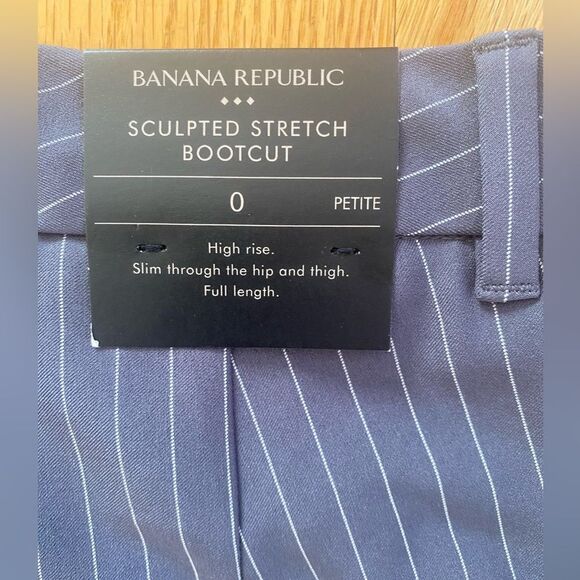 BANANA REPUBLIC
SCULPTED STRETCH
BOOTCUT
0 PETITE
High rise.
Slim through the hip and thigh.
Full length.